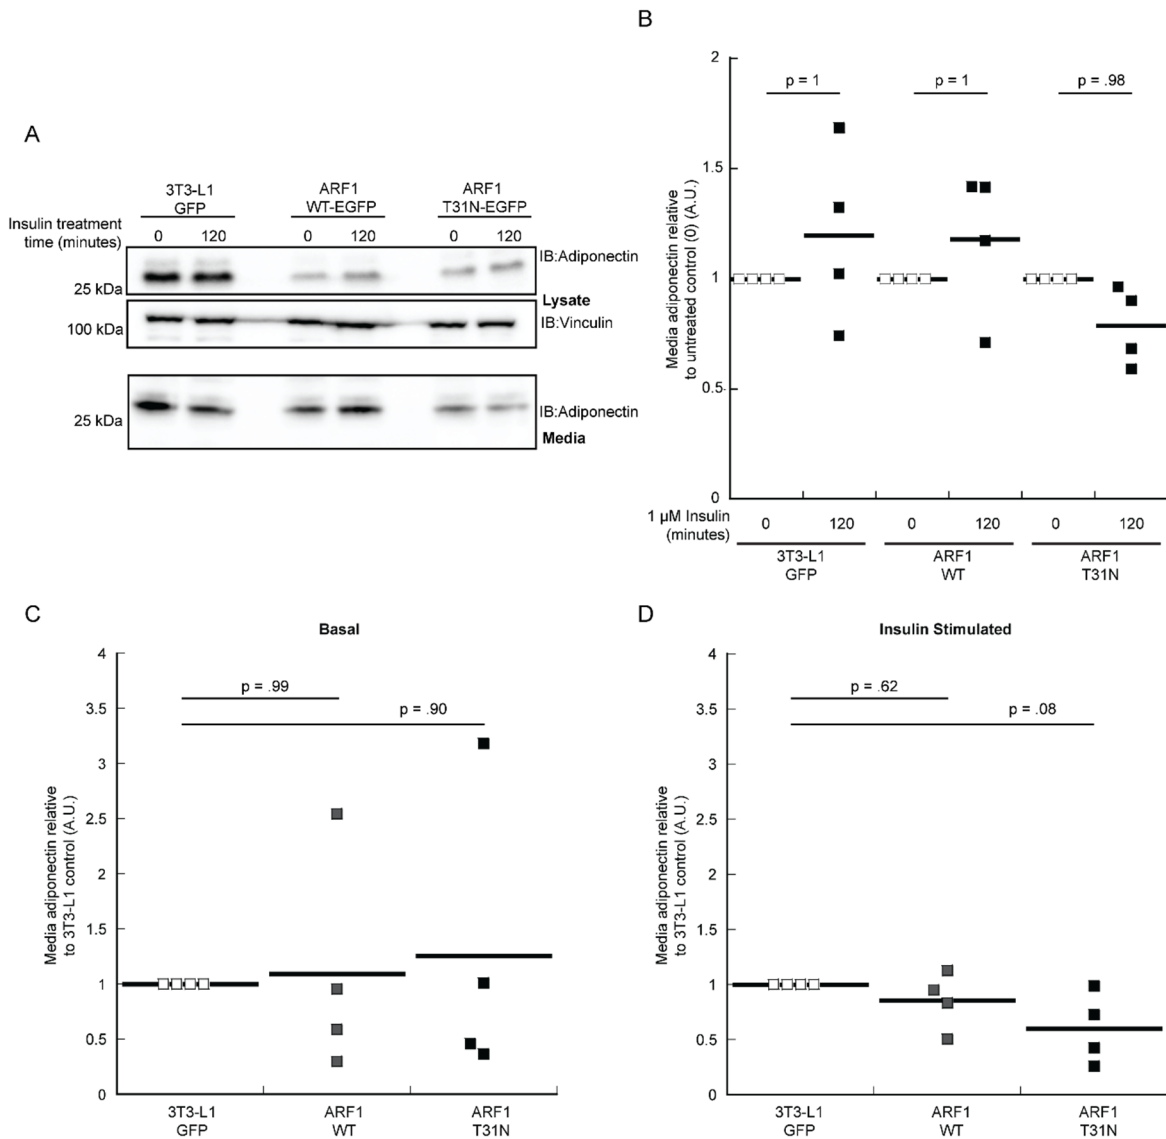 A
3T3-L1
GFP
ARF1
WT-EGFP
ARF1
T31N-EGFP
Insulin treatment
time (minutes)
0 120 0 120 0 120
IB:Adiponectin
25 kDa
Lysate
100 kDa
IB:Vinculin
25 kDa
IB:Adiponectin
Media
B
Media adiponectin relative
to untreated control (0) (A.U.)
2
1.5
1
0.5
0
p = 1
p = 1
p = .98
1 µM Insulin
(minutes)
0 120 0 120 0 120
3T3-L1
GFP
ARF1
WT
ARF1
T31N
C
Basal
Media adiponectin relative
to 3T3-L1 control (A.U.)
4
3.5
3
2.5
2
1.5
1
0.5
0
p = .99
p = .90
3T3-L1
GFP
ARF1
WT
ARF1
T31N
D
Insulin Stimulated
Media adiponectin relative
to 3T3-L1 control (A.U.)
4
3.5
3
2.5
2
1.5
1
0.5
0
p = .62
p = .08
3T3-L1
GFP
ARF1
WT
ARF1
T31N